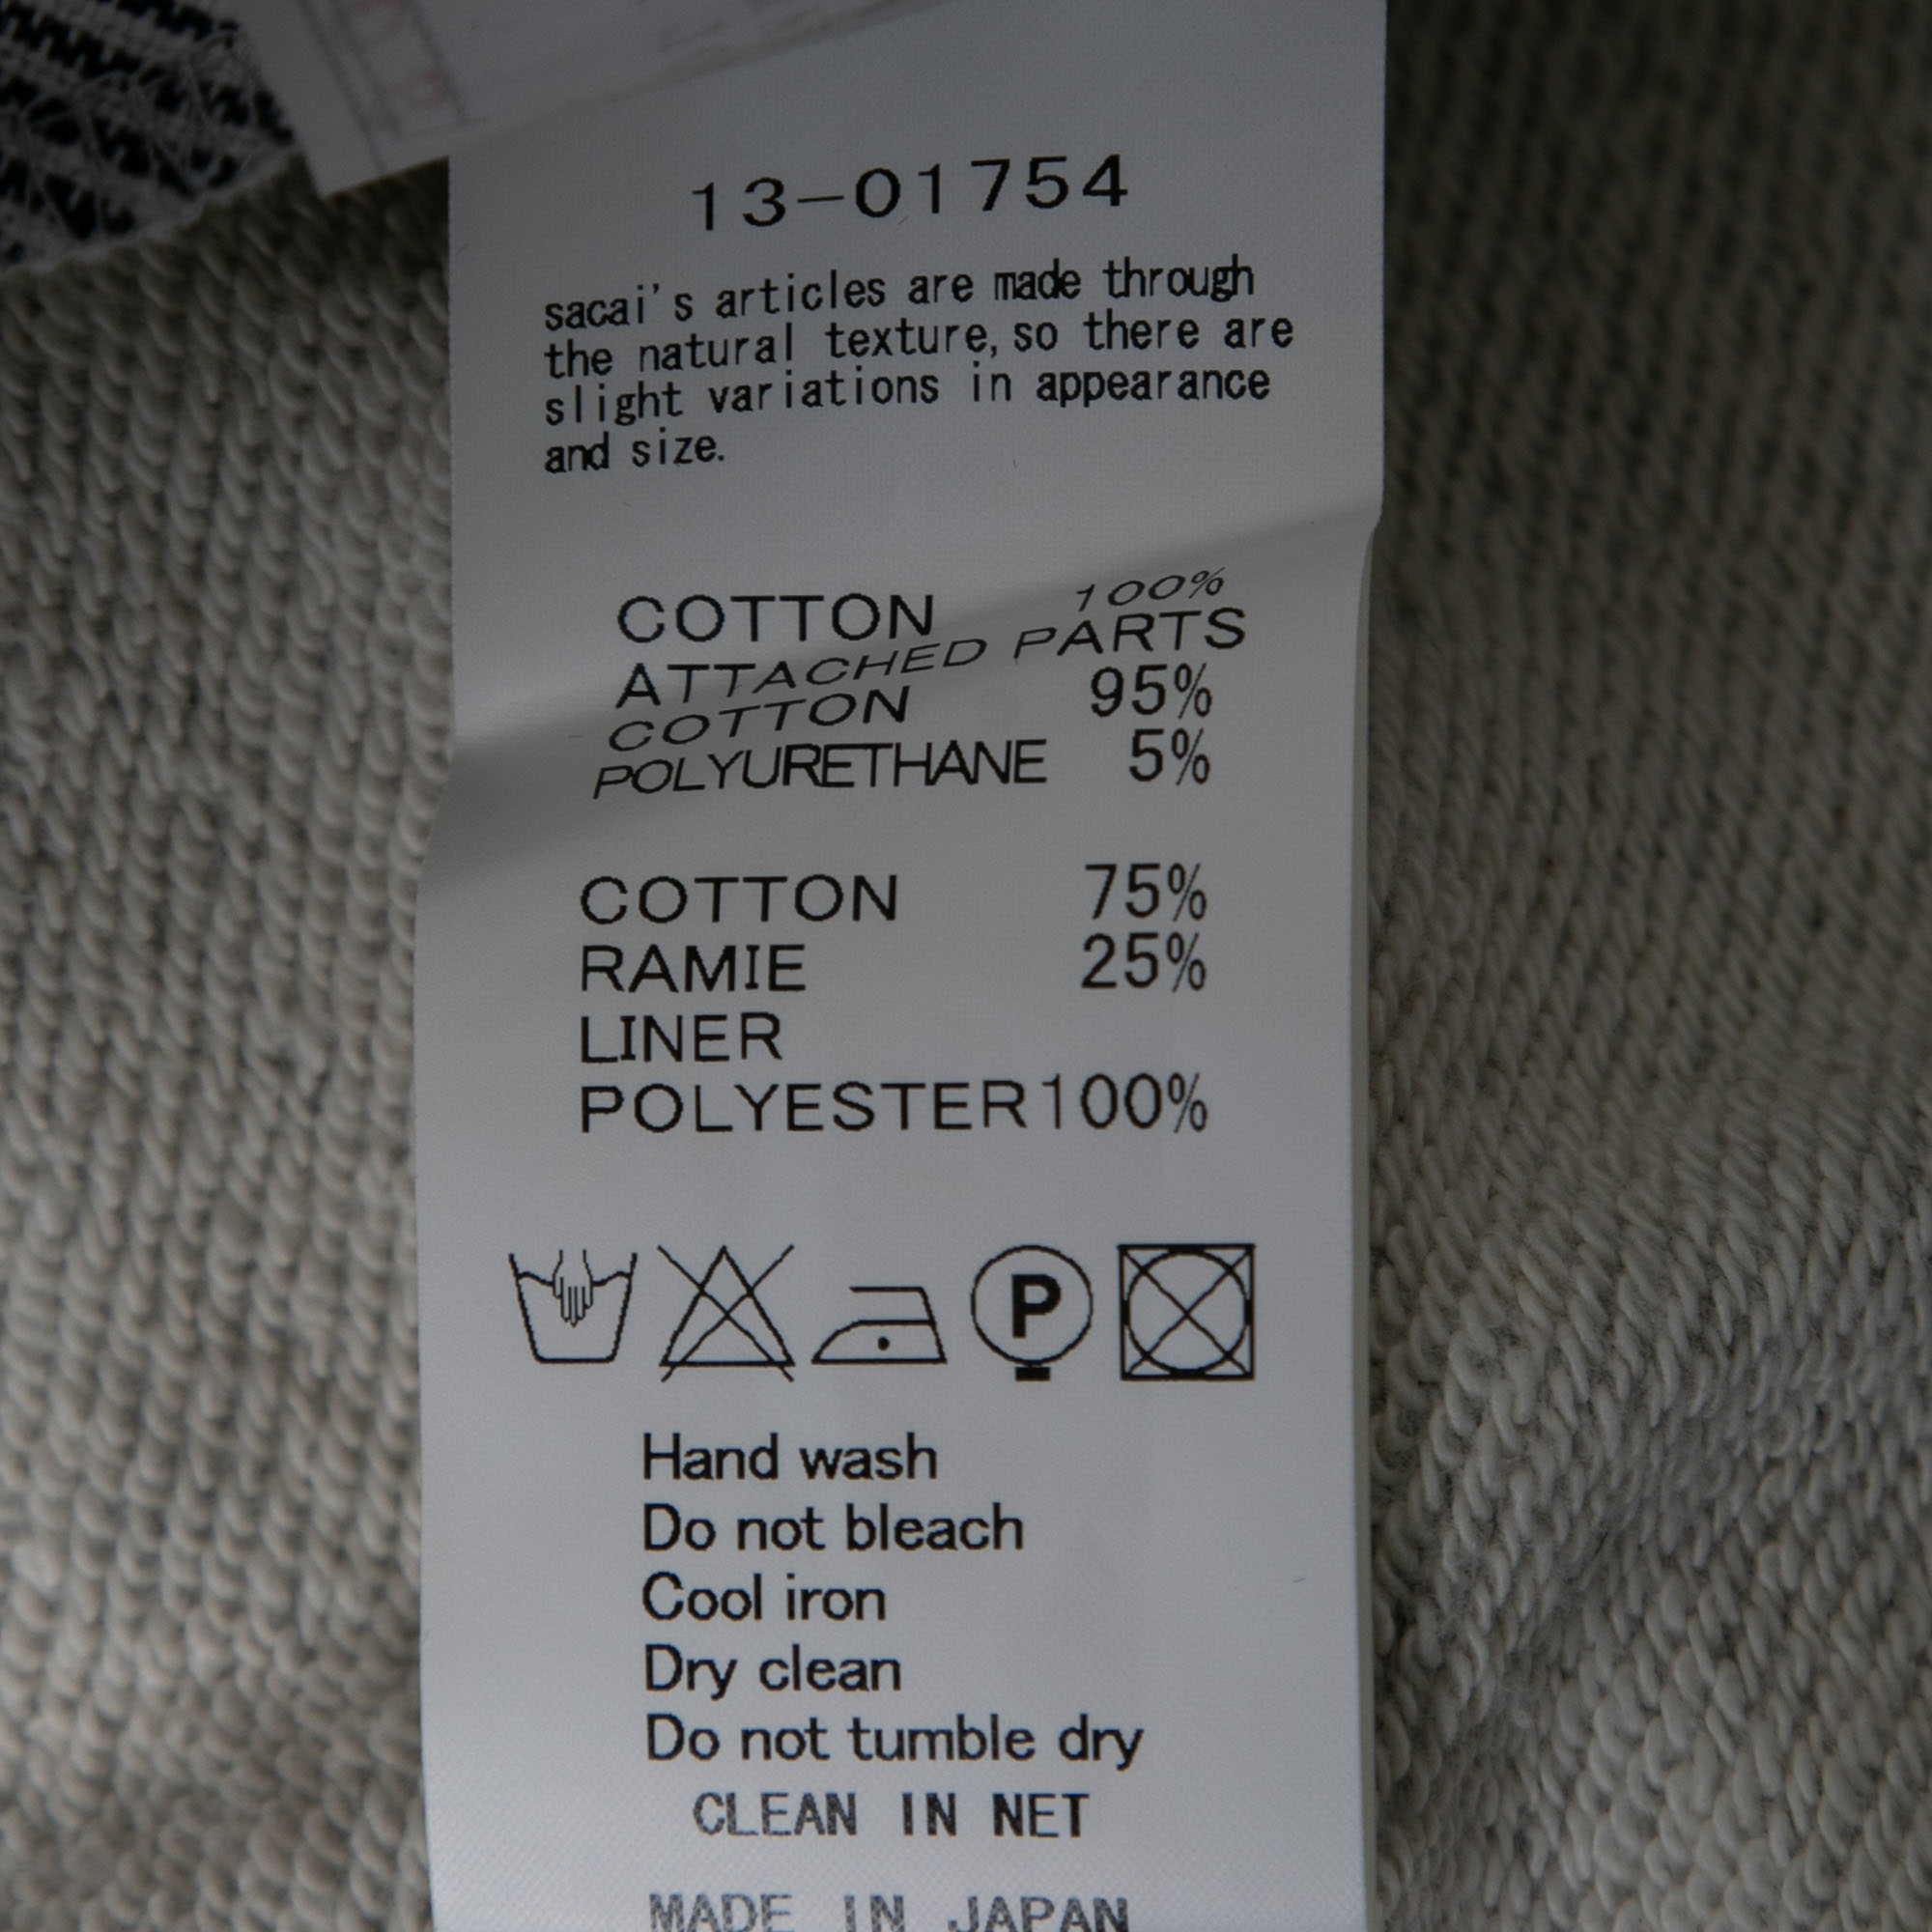 13-01754
sacai's articles are made through
the natural texture, so there are
slight variations in appearance
and size.
COTTON 100%
ATTACHED PARTS
COTTON 95%
POLYURETHANE 5%
COTTON 75%
RAMIE 25%
LINER
POLYESTER 100%
P
Hand wash
Do not bleach
Cool iron
Dry clean
Do not tumble dry
CLEAN IN NET
MADE IN JAPAN